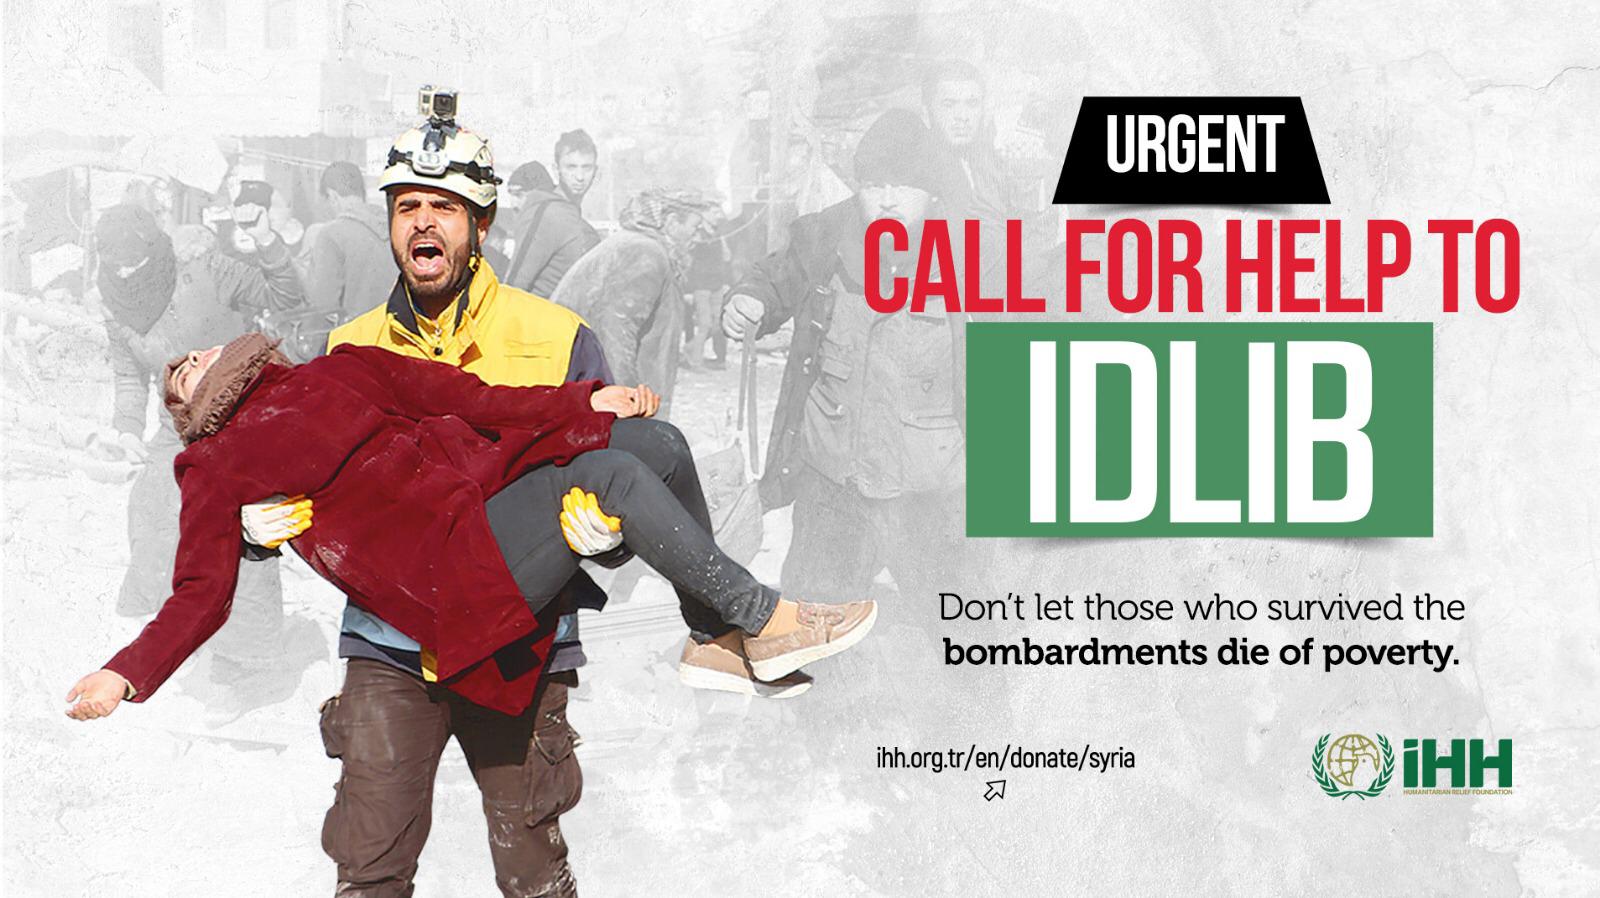 URGENT
CALL FOR HELP TO
IDLIB
Don't let those who survived the
bombardments die of poverty.
ihh.org.tr/en/donate/syria
iHH
HUMANITARIAN RELIEF FOUNDATION